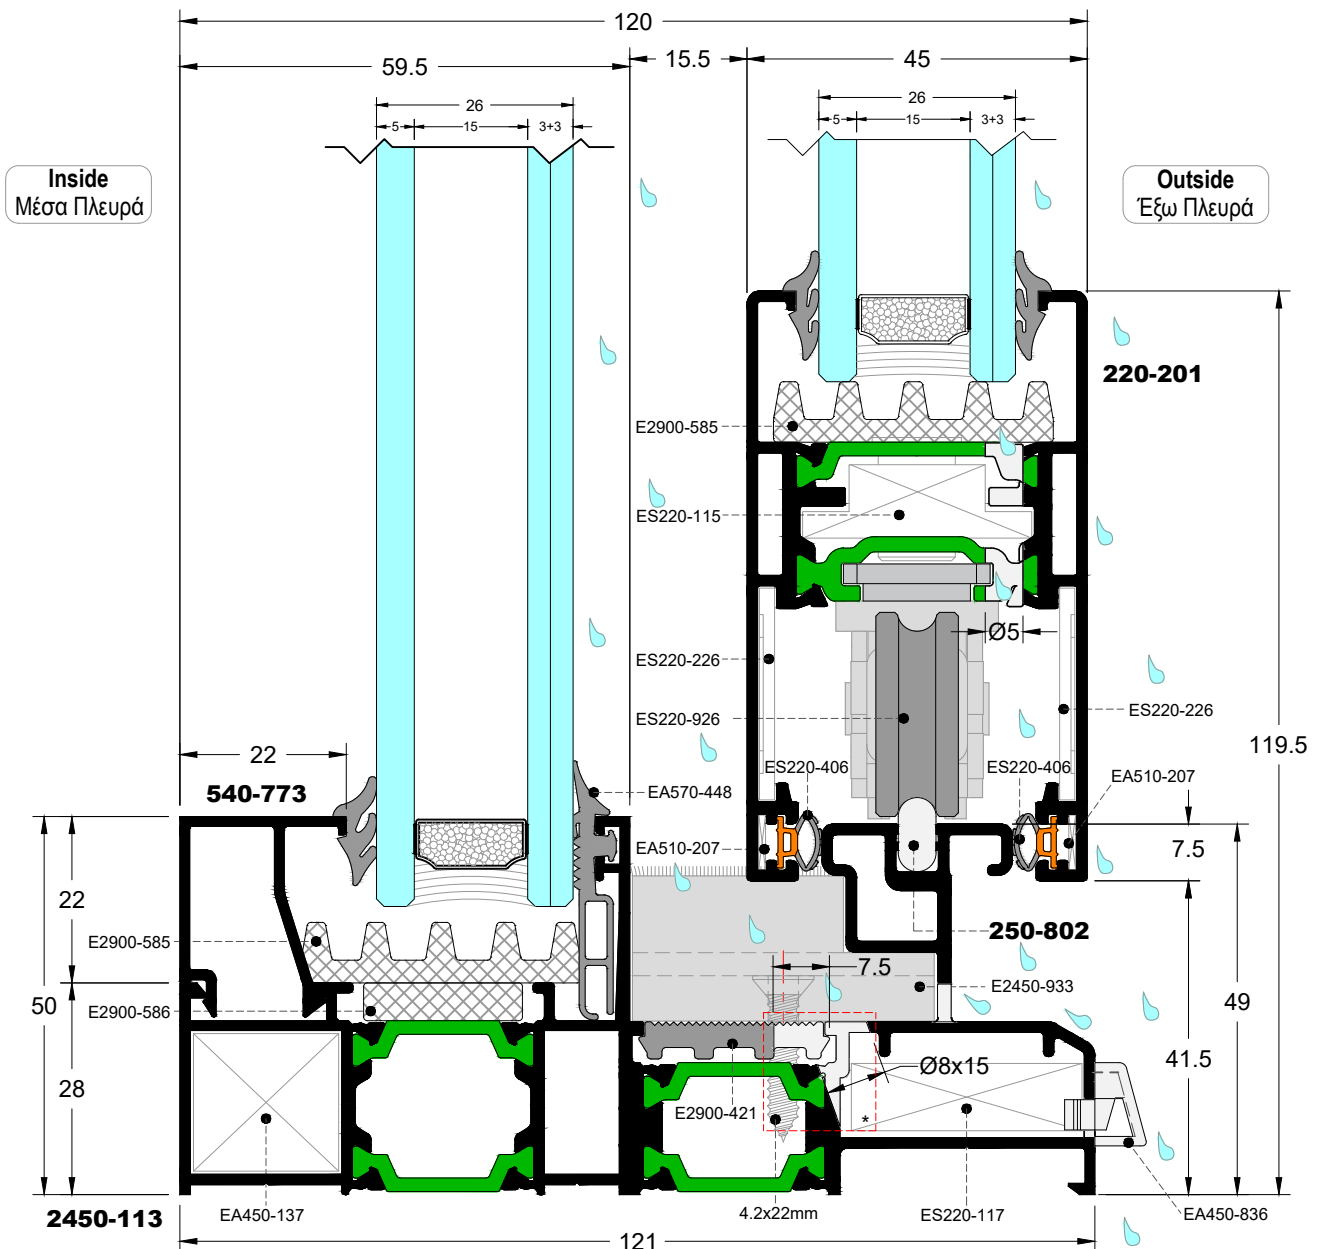 120
59.5
15.5
45
26
5
15
3+3
26
5
15
3+3
Inside
Μέσα Πλευρά
Outside
Έξω Πλευρά
220-201
E2900-585
ES220-115
Ø5
ES220-226
ES220-926
ES220-226
119.5
22
540-773
EA570-448
ES220-406
ES220-406
EA510-207
EA510-207
7.5
22
E2900-585
250-802
7.5
E2450-933
50
E2900-586
49
28
41.5
Ø8x15
E2900-421
*
2450-113
EA450-137
4.2x22mm
ES220-117
EA450-836
121